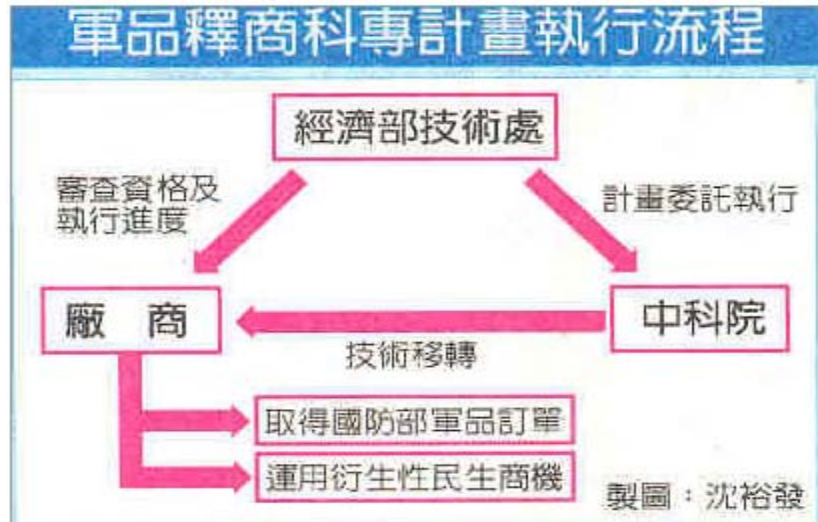 軍品釋商科專計畫執行流程
經濟部技術處
審查資格及
執行進度
計畫委託執行
廠 商
中科院
技術移轉
取得國防部軍品訂單
運用衍生性民生商機
製圖：沈裕發